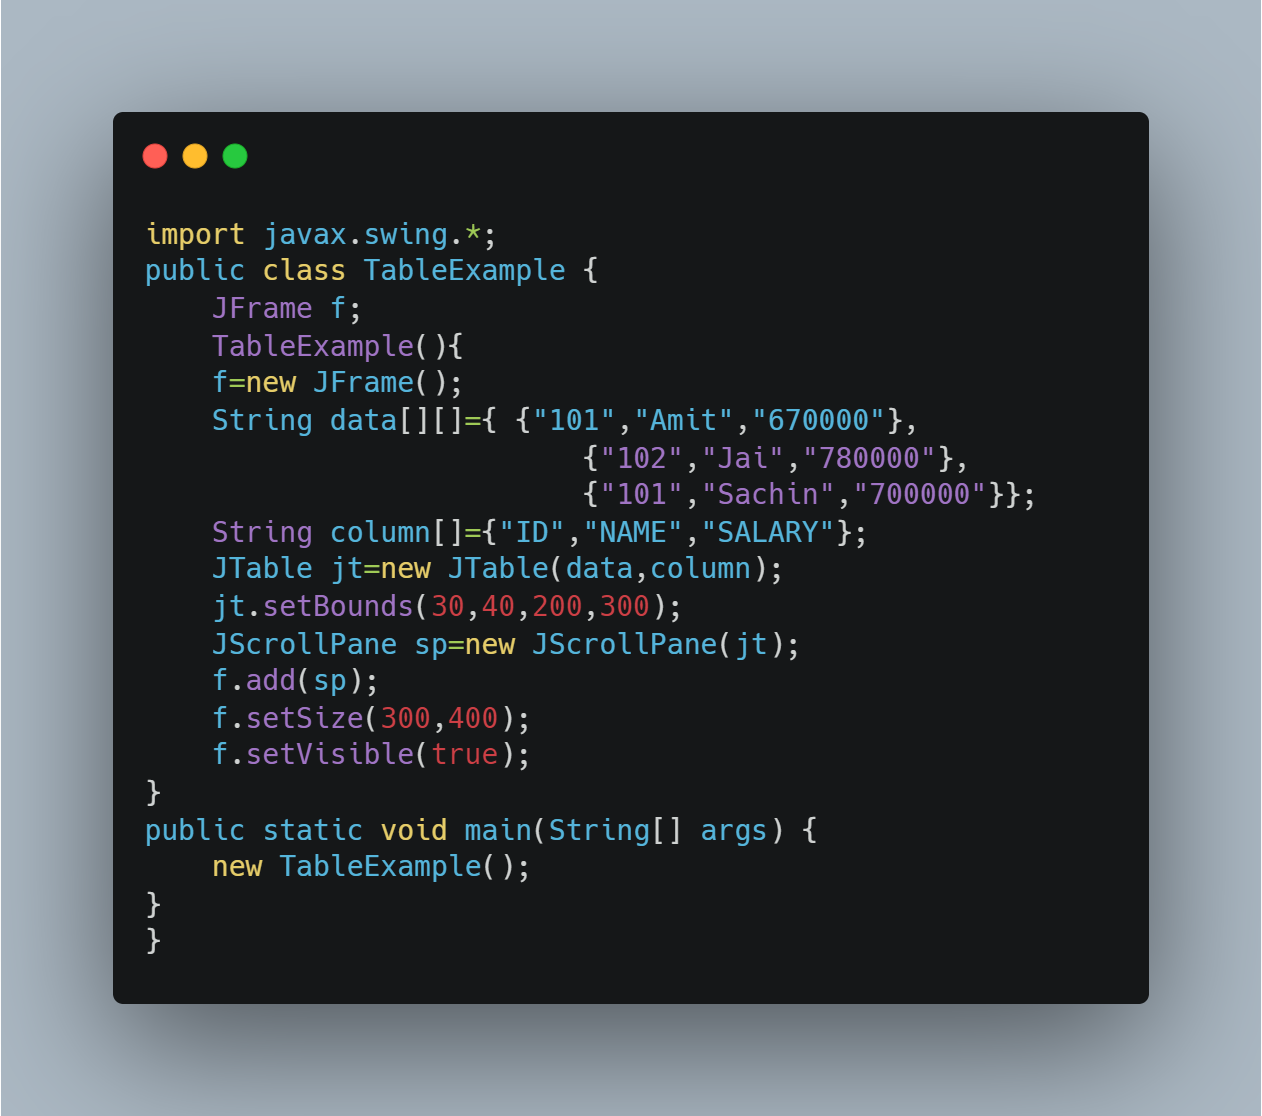 import javax.swing.*;
public class TableExample {
    JFrame f;
    TableExample(){
    f=new JFrame();
    String data[][]={ {"101","Amit","670000"},
                          {"102","Jai","780000"},
                          {"101","Sachin","700000"}};
    String column[]={"ID","NAME","SALARY"};
    JTable jt=new JTable(data,column);
    jt.setBounds(30,40,200,300);
    JScrollPane sp=new JScrollPane(jt);
    f.add(sp);
    f.setSize(300,400);
    f.setVisible(true);
}
public static void main(String[] args) {
    new TableExample();
}
}